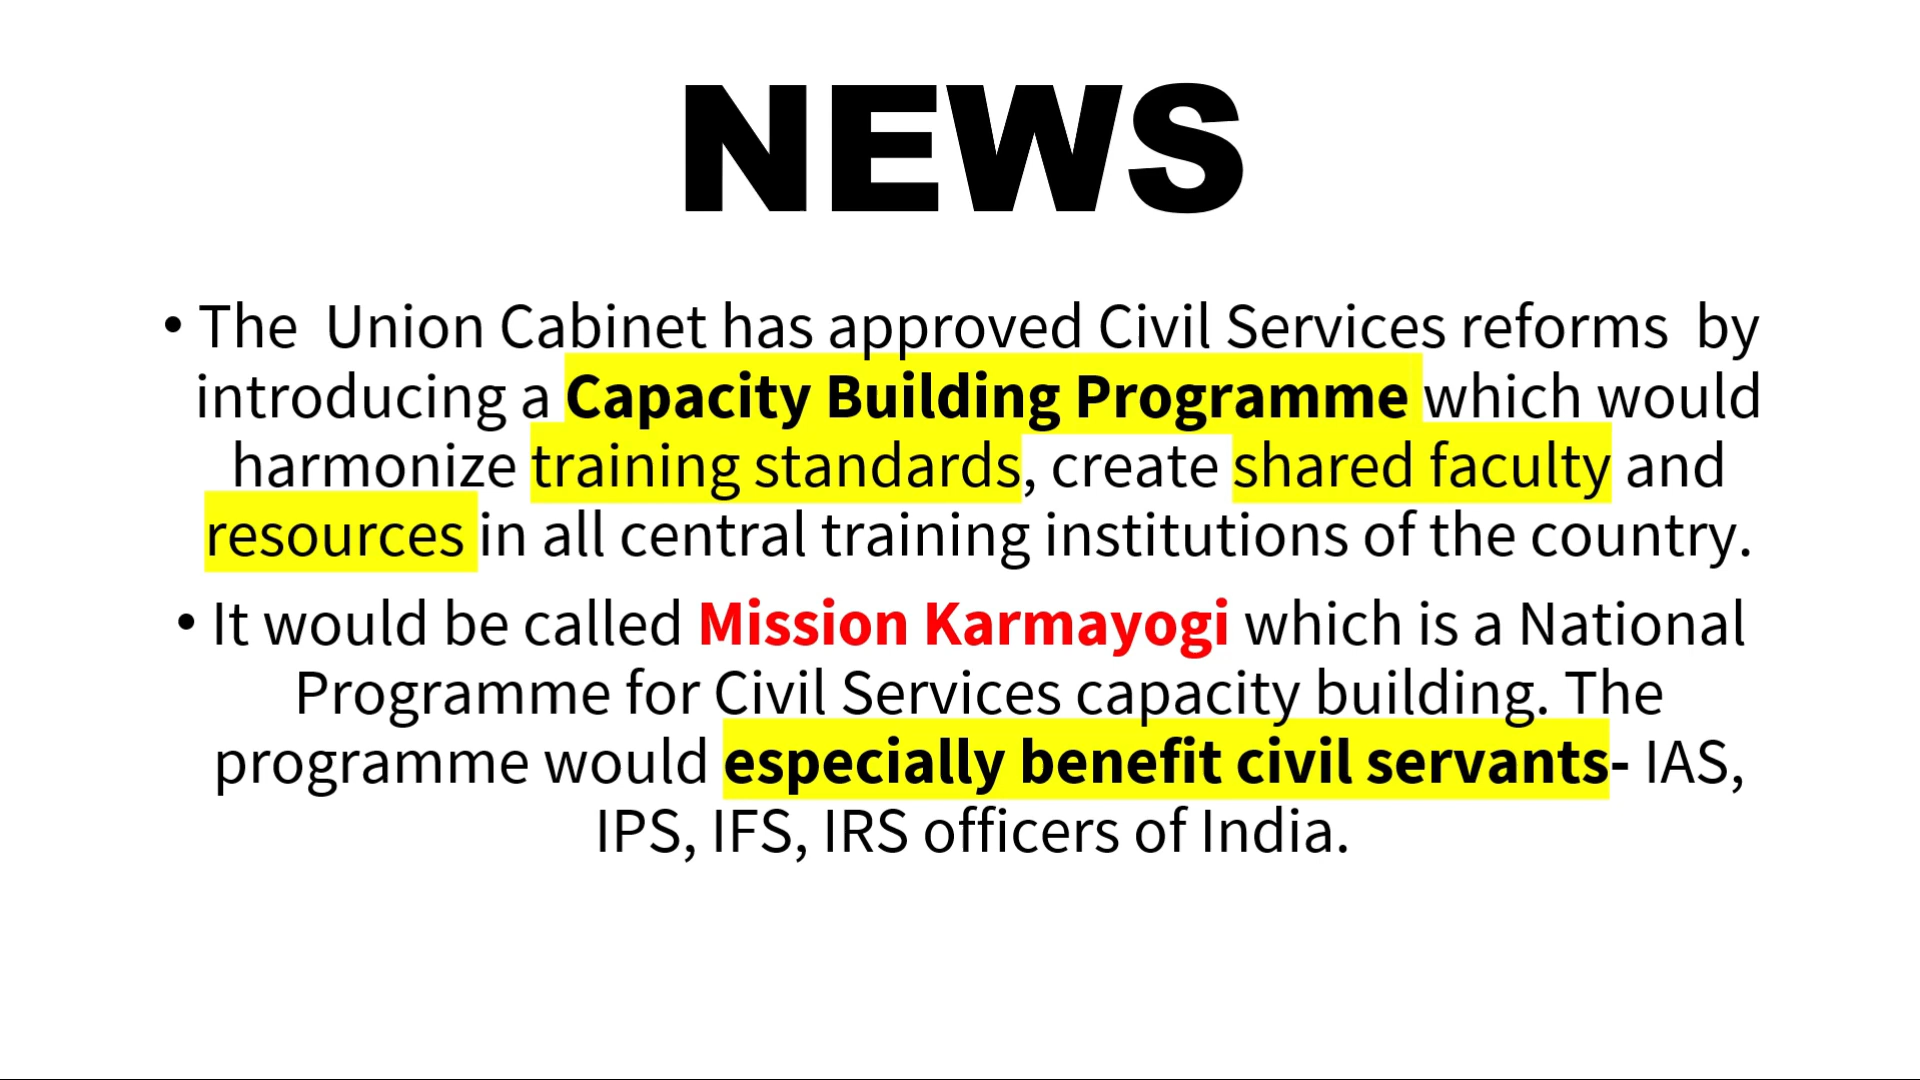 NEWS
• The  Union Cabinet has approved Civil Services reforms  by
introducing a Capacity Building Programme which would
harmonize training standards, create shared faculty and
resources in all central training institutions of the country.
• It would be called Mission Karmayogi which is a National
Programme for Civil Services capacity building. The
programme would especially benefit civil servants- IAS,
IPS, IFS, IRS officers of India.